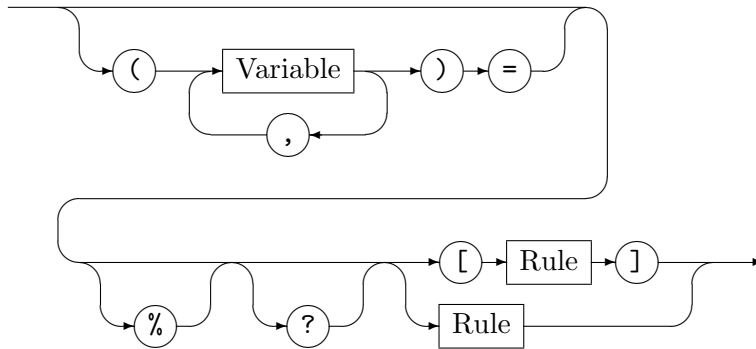 ( Variable ) =
,
[ Rule ]
% ? Rule